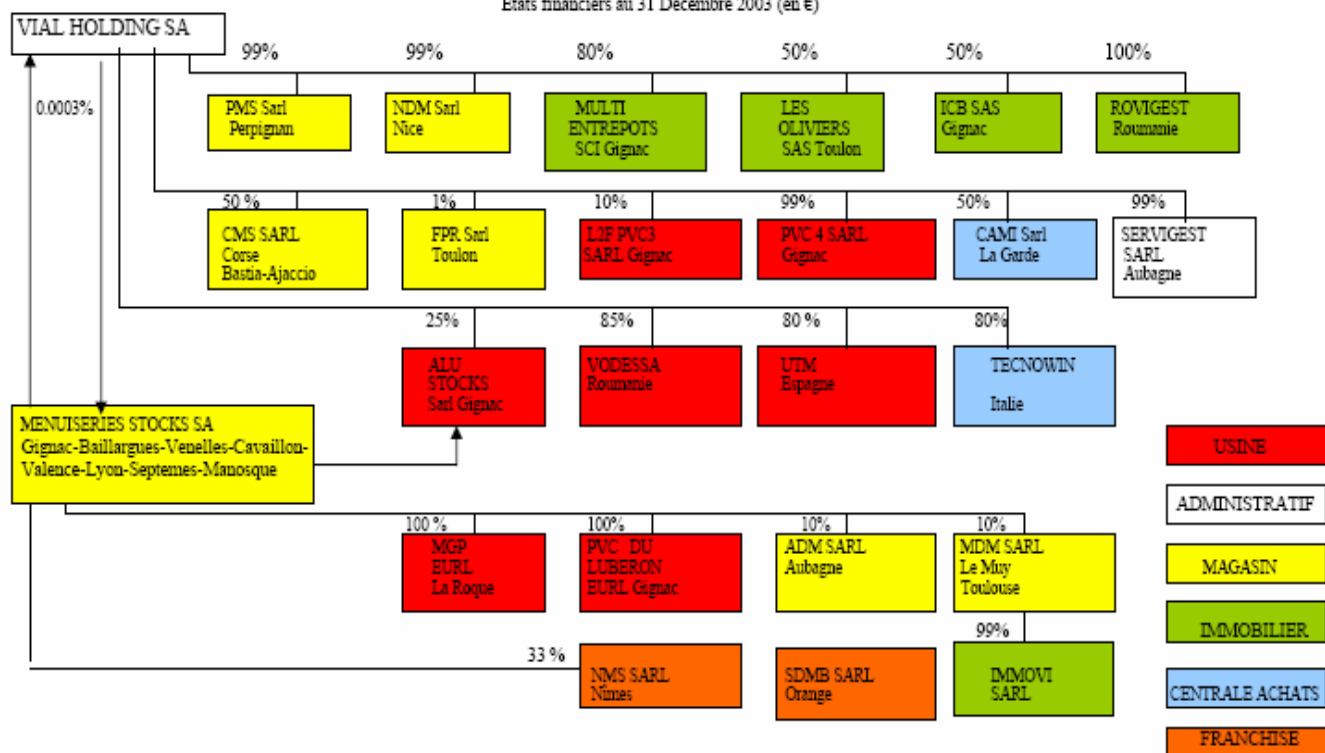 Etats financiers au 31 Décembre 2003 (en €)
VIAL HOLDING SA
99%
99%
80%
50%
50%
100%
0.0003%
PMS Sarl
Perpignan
NDM Sarl
Nice
MULTI
ENTREPOTS
SCI Gignac
LES
OLIVIERS
SAS Toulon
ICB SAS
Gignac
ROVIGEST
Roumanie
50 %
1%
10%
99%
50%
99%
CMS SARL
Corse
Bastia-Ajaccio
FPR Sarl
Toulon
L2F PVC3
SARL Gignac
PVC 4 SARL
Gignac
CAMI Sarl
La Garde
SERVIGEST
SARL
Aubagne
25%
85%
80 %
80%
ALU
STOCKS
Sarl Gignac
VODESSA
Roumanie
UTM
Espagne
TECNOWIN
Italie
MENUISERIES STOCKS SA
Gignac-Baillargues-Venelles-Cavaillon-
Valence-Lyon-Septemes-Manosque
USINE
ADMINISTRATIF
MAGASIN
IMMOBILIER
CENTRALE ACHATS
FRANCHISE
100 %
100%
10%
10%
MGP
EURL
La Roque
PVC DU
LUBERON
EURL Gignac
ADM SARL
Aubagne
MDM SARL
Le Muy
Toulouse
99%
33 %
NMS SARL
Nîmes
SDMB SARL
Orange
IMMOVI
SARL